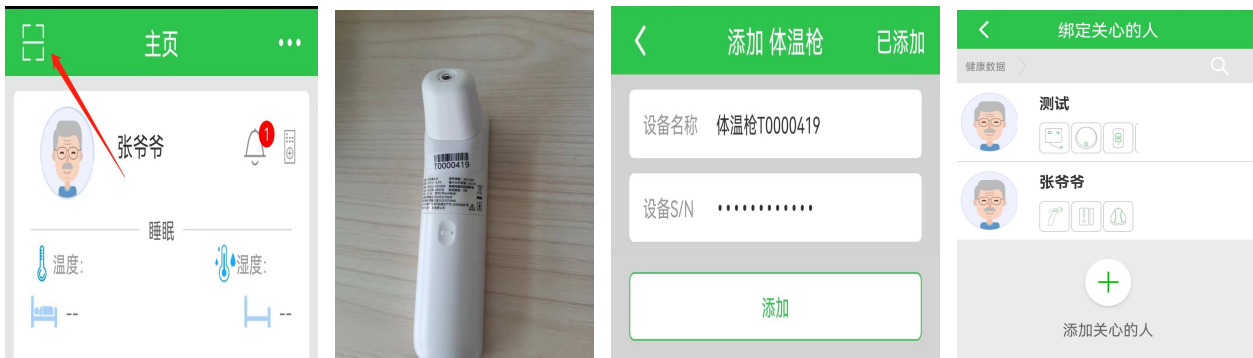 主页
张爷爷
1
睡眠
温度:
湿度:
--
--
T0000419
添加 体温枪
已添加
设备名称 体温枪T0000419
设备S/N ••••••••••••
添加
绑定关心的人
健康数据
测试
张爷爷
添加关心的人